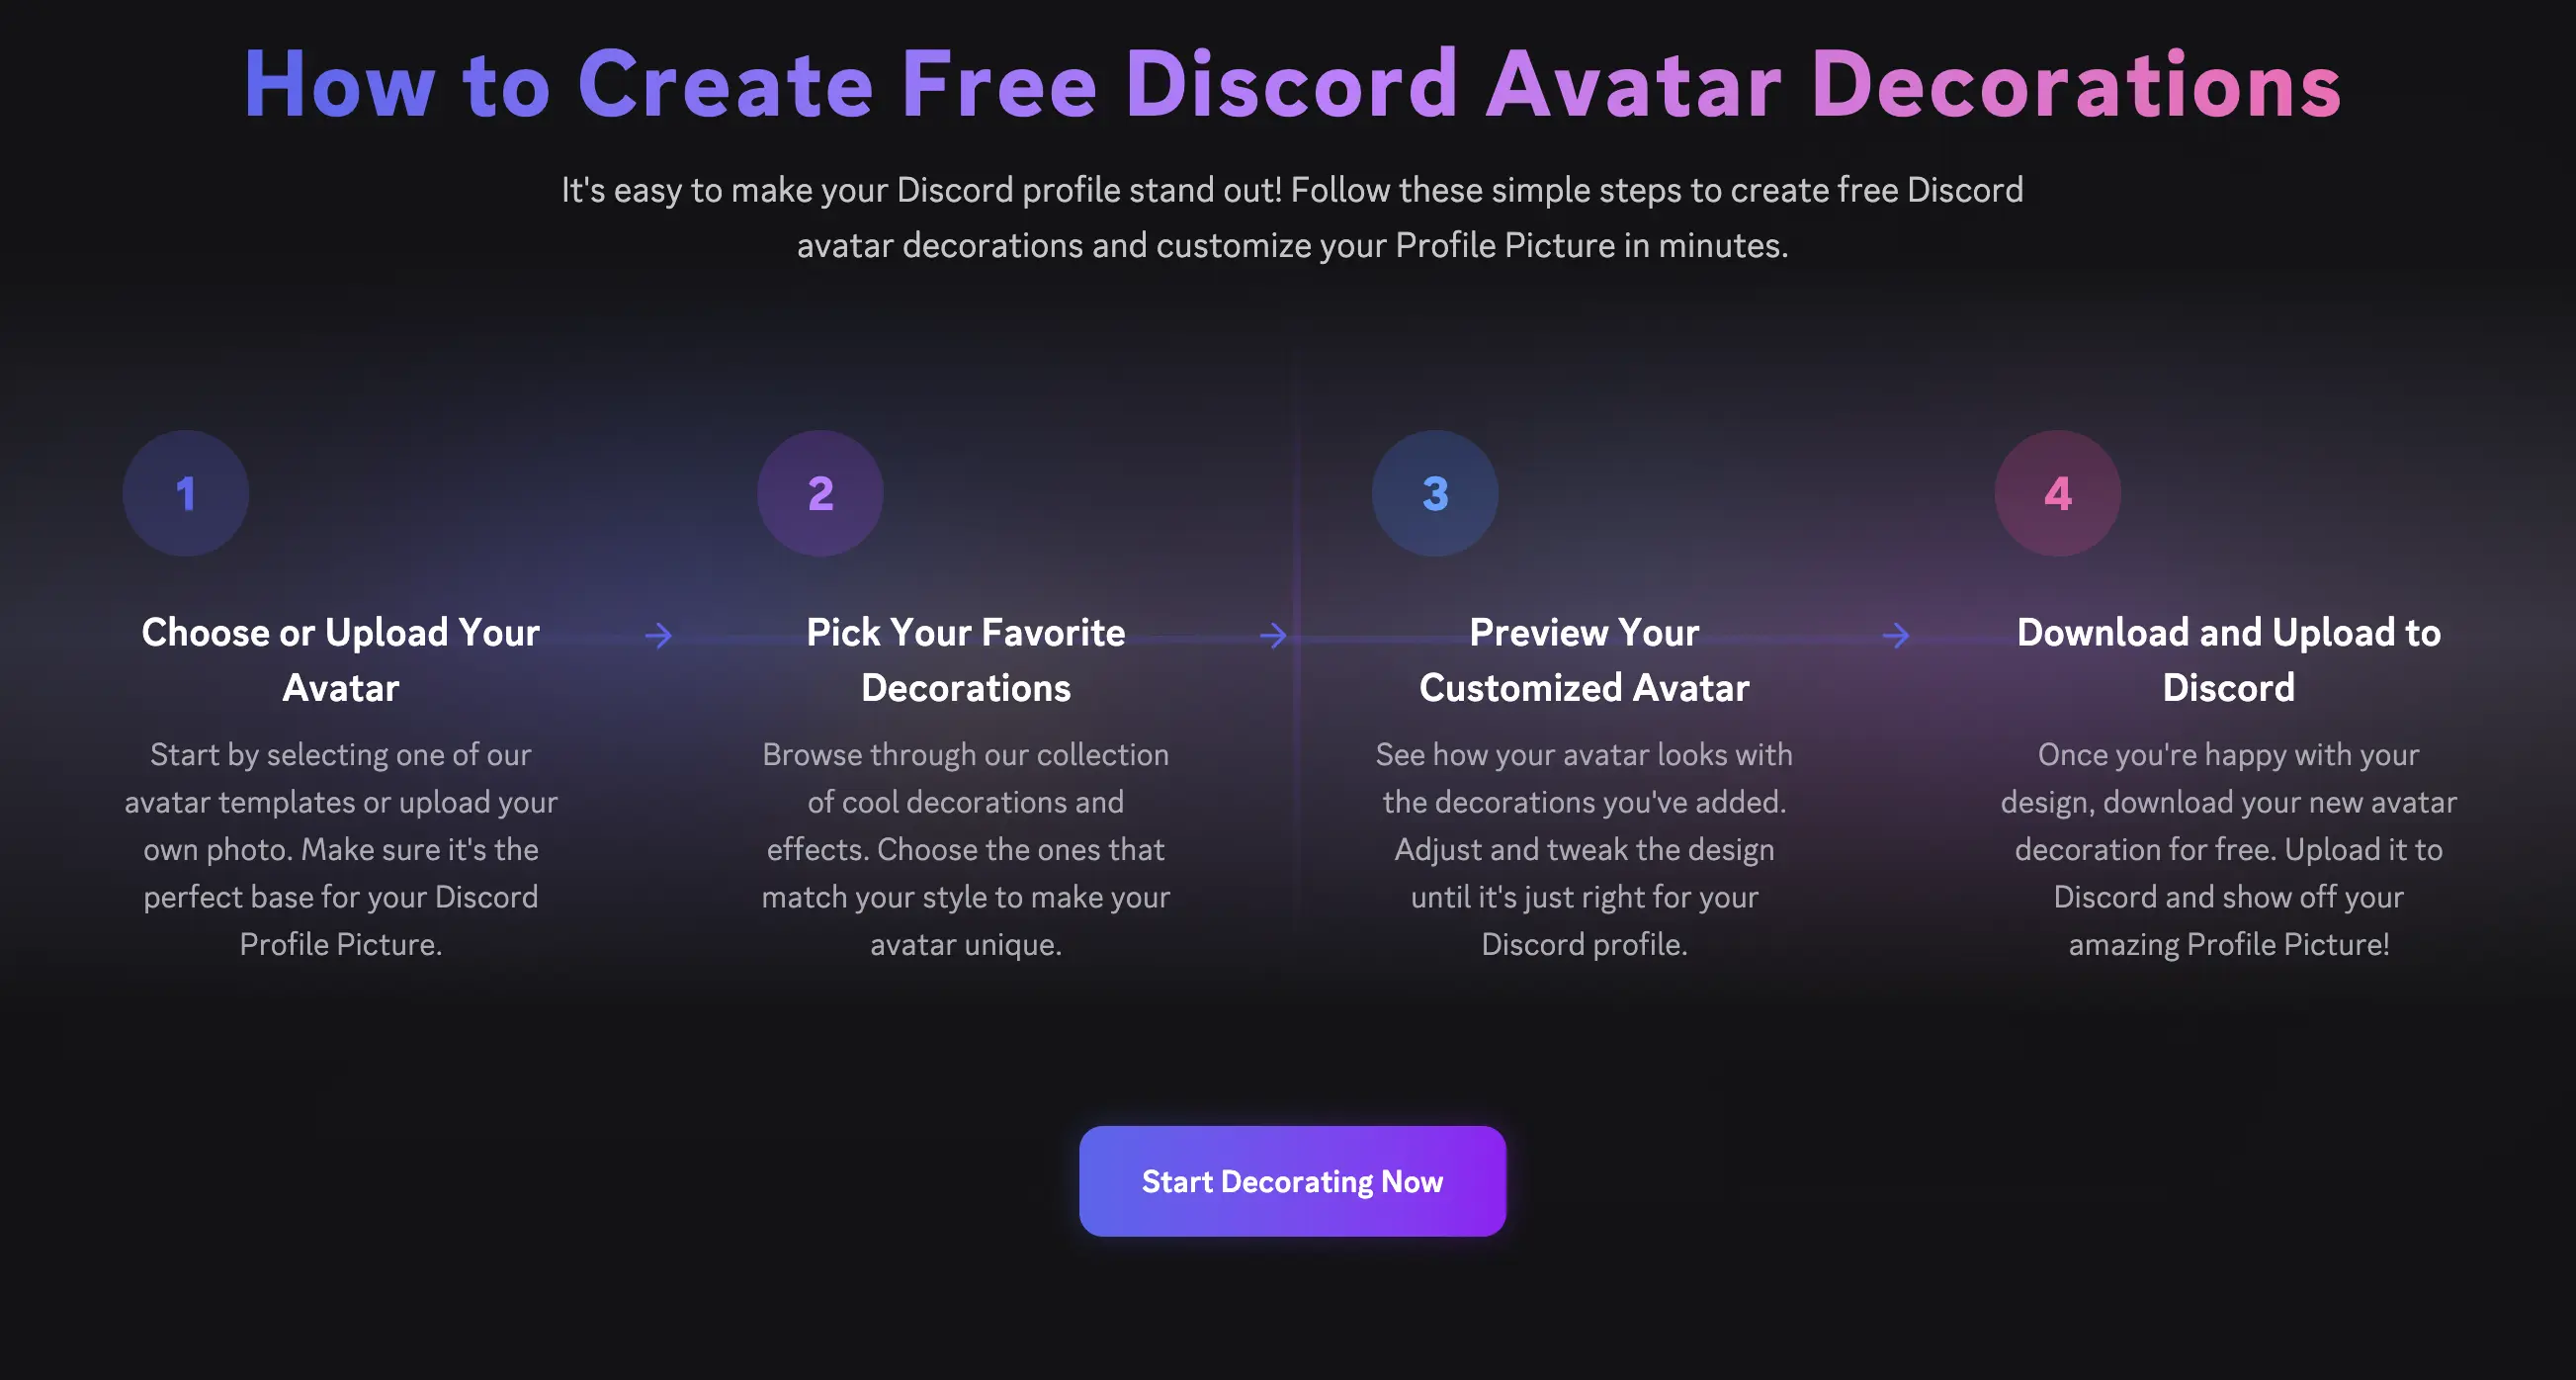 How to Create Free Discord Avatar Decorations
It's easy to make your Discord profile stand out! Follow these simple steps to create free Discord
avatar decorations and customize your Profile Picture in minutes.
1
Choose or Upload Your
Avatar
Start by selecting one of our
avatar templates or upload your
own photo. Make sure it's the
perfect base for your Discord
Profile Picture.
2
Pick Your Favorite
Decorations
Browse through our collection
of cool decorations and
effects. Choose the ones that
match your style to make your
avatar unique.
3
Preview Your
Customized Avatar
See how your avatar looks with
the decorations you've added.
Adjust and tweak the design
until it's just right for your
Discord profile.
4
Download and Upload to
Discord
Once you're happy with your
design, download your new avatar
decoration for free. Upload it to
Discord and show off your
amazing Profile Picture!
Start Decorating Now